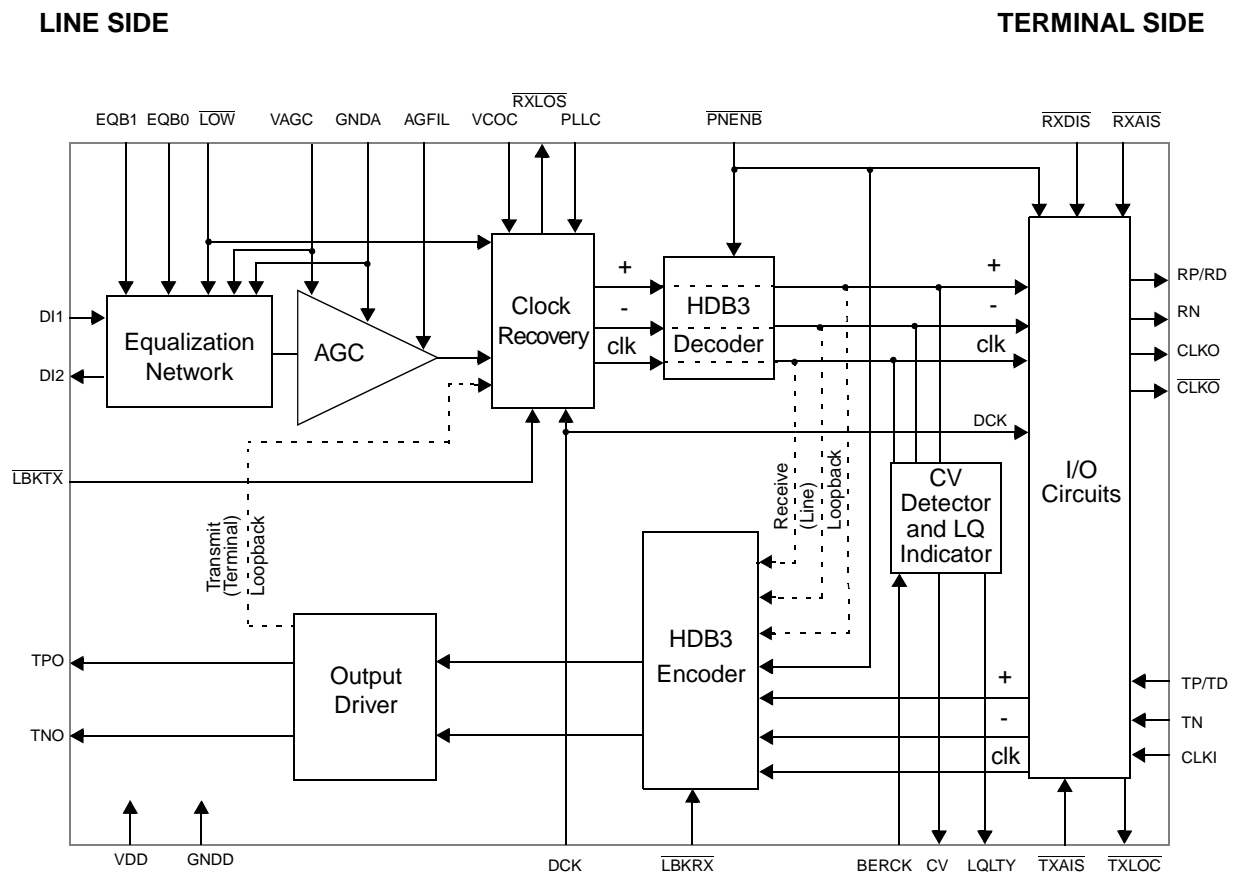 LINE SIDE
TERMINAL SIDE
RXLOS
EQB1 EQB0 LOW VAGC GNDA AGFIL VCOC PLLC PNENB RXDIS RXAIS
+
-
clk
+
-
clk
DI1
DI2
Equalization
Network
AGC
Clock
Recovery
HDB3
Decoder
RP/RD
RN
CLKO
CLKO
DCK
LBKTX
I/O
Circuits
CV
Detector
and LQ
Indicator
Receive
(Line)
Loopback
Transmit
(Terminal)
Loopback
HDB3
Encoder
Output
Driver
TPO
TNO
+
-
clk
TP/TD
TN
CLKI
VDD GNDD DCK LBKRX BERCK CV LQLTY TXAIS TXLOC